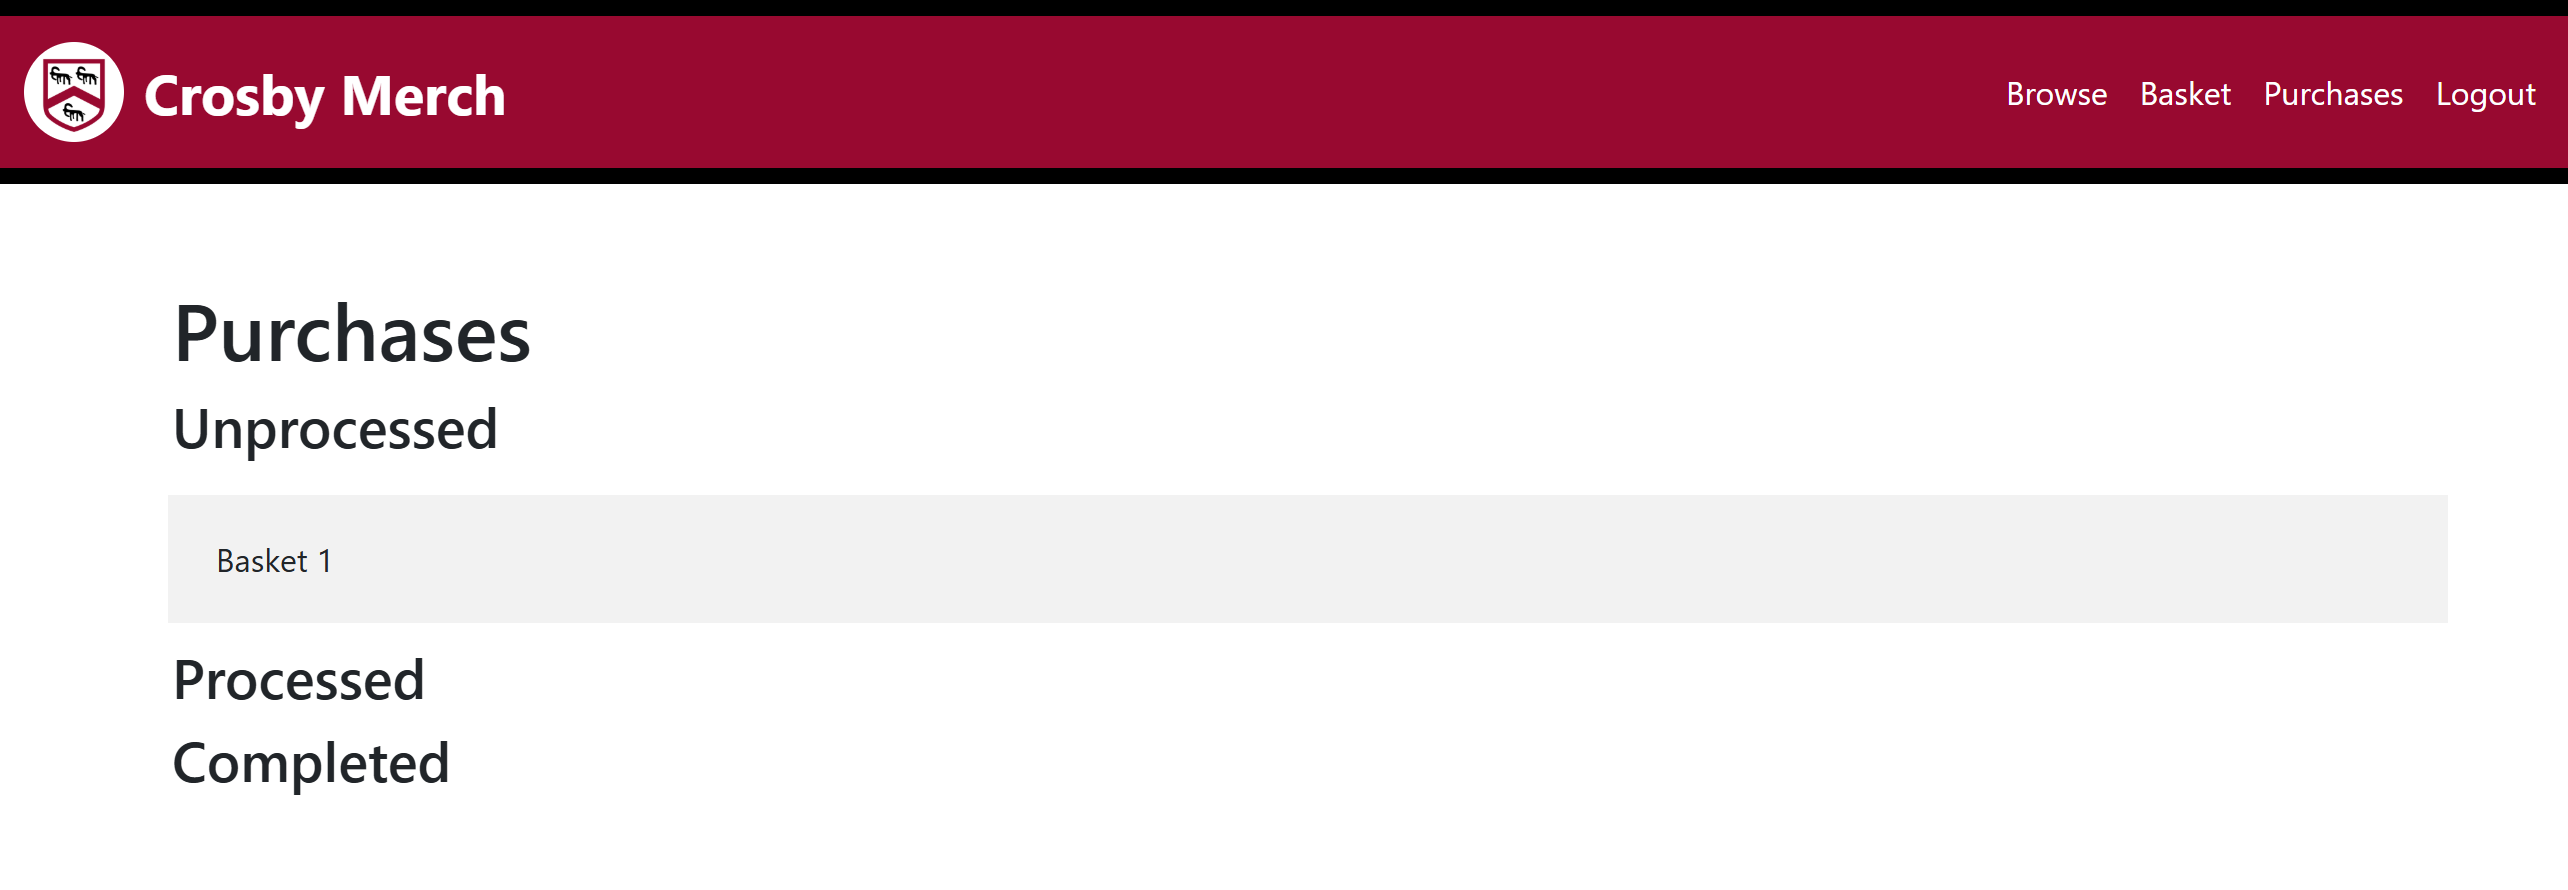 Crosby Merch
Browse Basket Purchases Logout
Purchases
Unprocessed
Basket 1
Processed
Completed